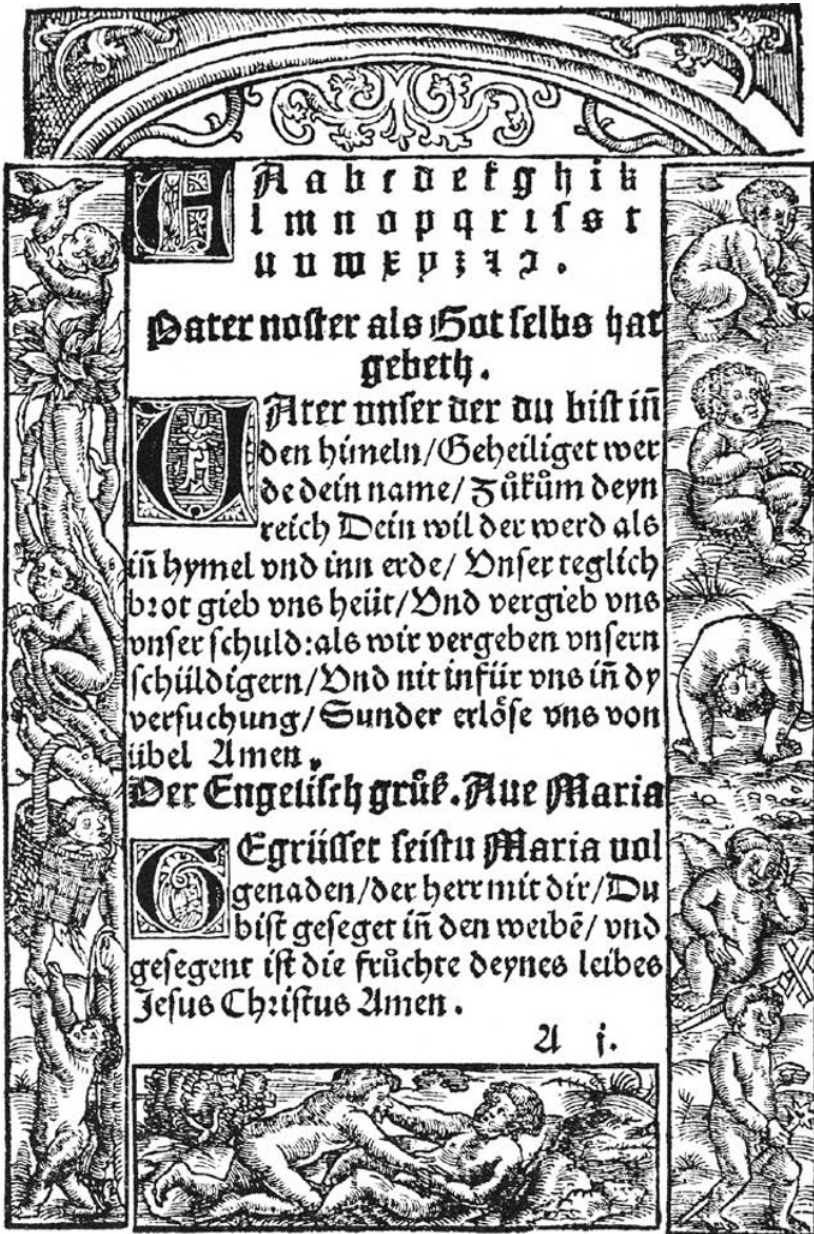 A A a b c d e f g h i k
l m n o p q r ꝛ ſ s t
u v w x y z ꝛ ꝯ .
Pater noſter als Got ſelbs hat
gebeth .
VAter vnſer der du biſt iñ
den himeln/Geheiliget wer
de dein name/ Zůkům deyn
reich Dein wil der werd als
iñ hymel vnd inn erde/ Vnſer teglich
brot gieb vns heüt/Vnd vergieb vns
vnſer ſchuld:als wir vergeben vnſern
ſchüldigern/Vnd nit infür vns iñ dy
verſuchung/Sunder erlöſe vns von
übel Amen .
Der Engeliſch grůß . Aue Maria
GEgrüſſet ſeiſtu Maria vol
genaden/der herr mit dir/Du
biſt geſeget iñ den weibē/ vnd
geſegent iſt die früchte deynes leibes
Jeſus Chriſtus Amen .
A j.